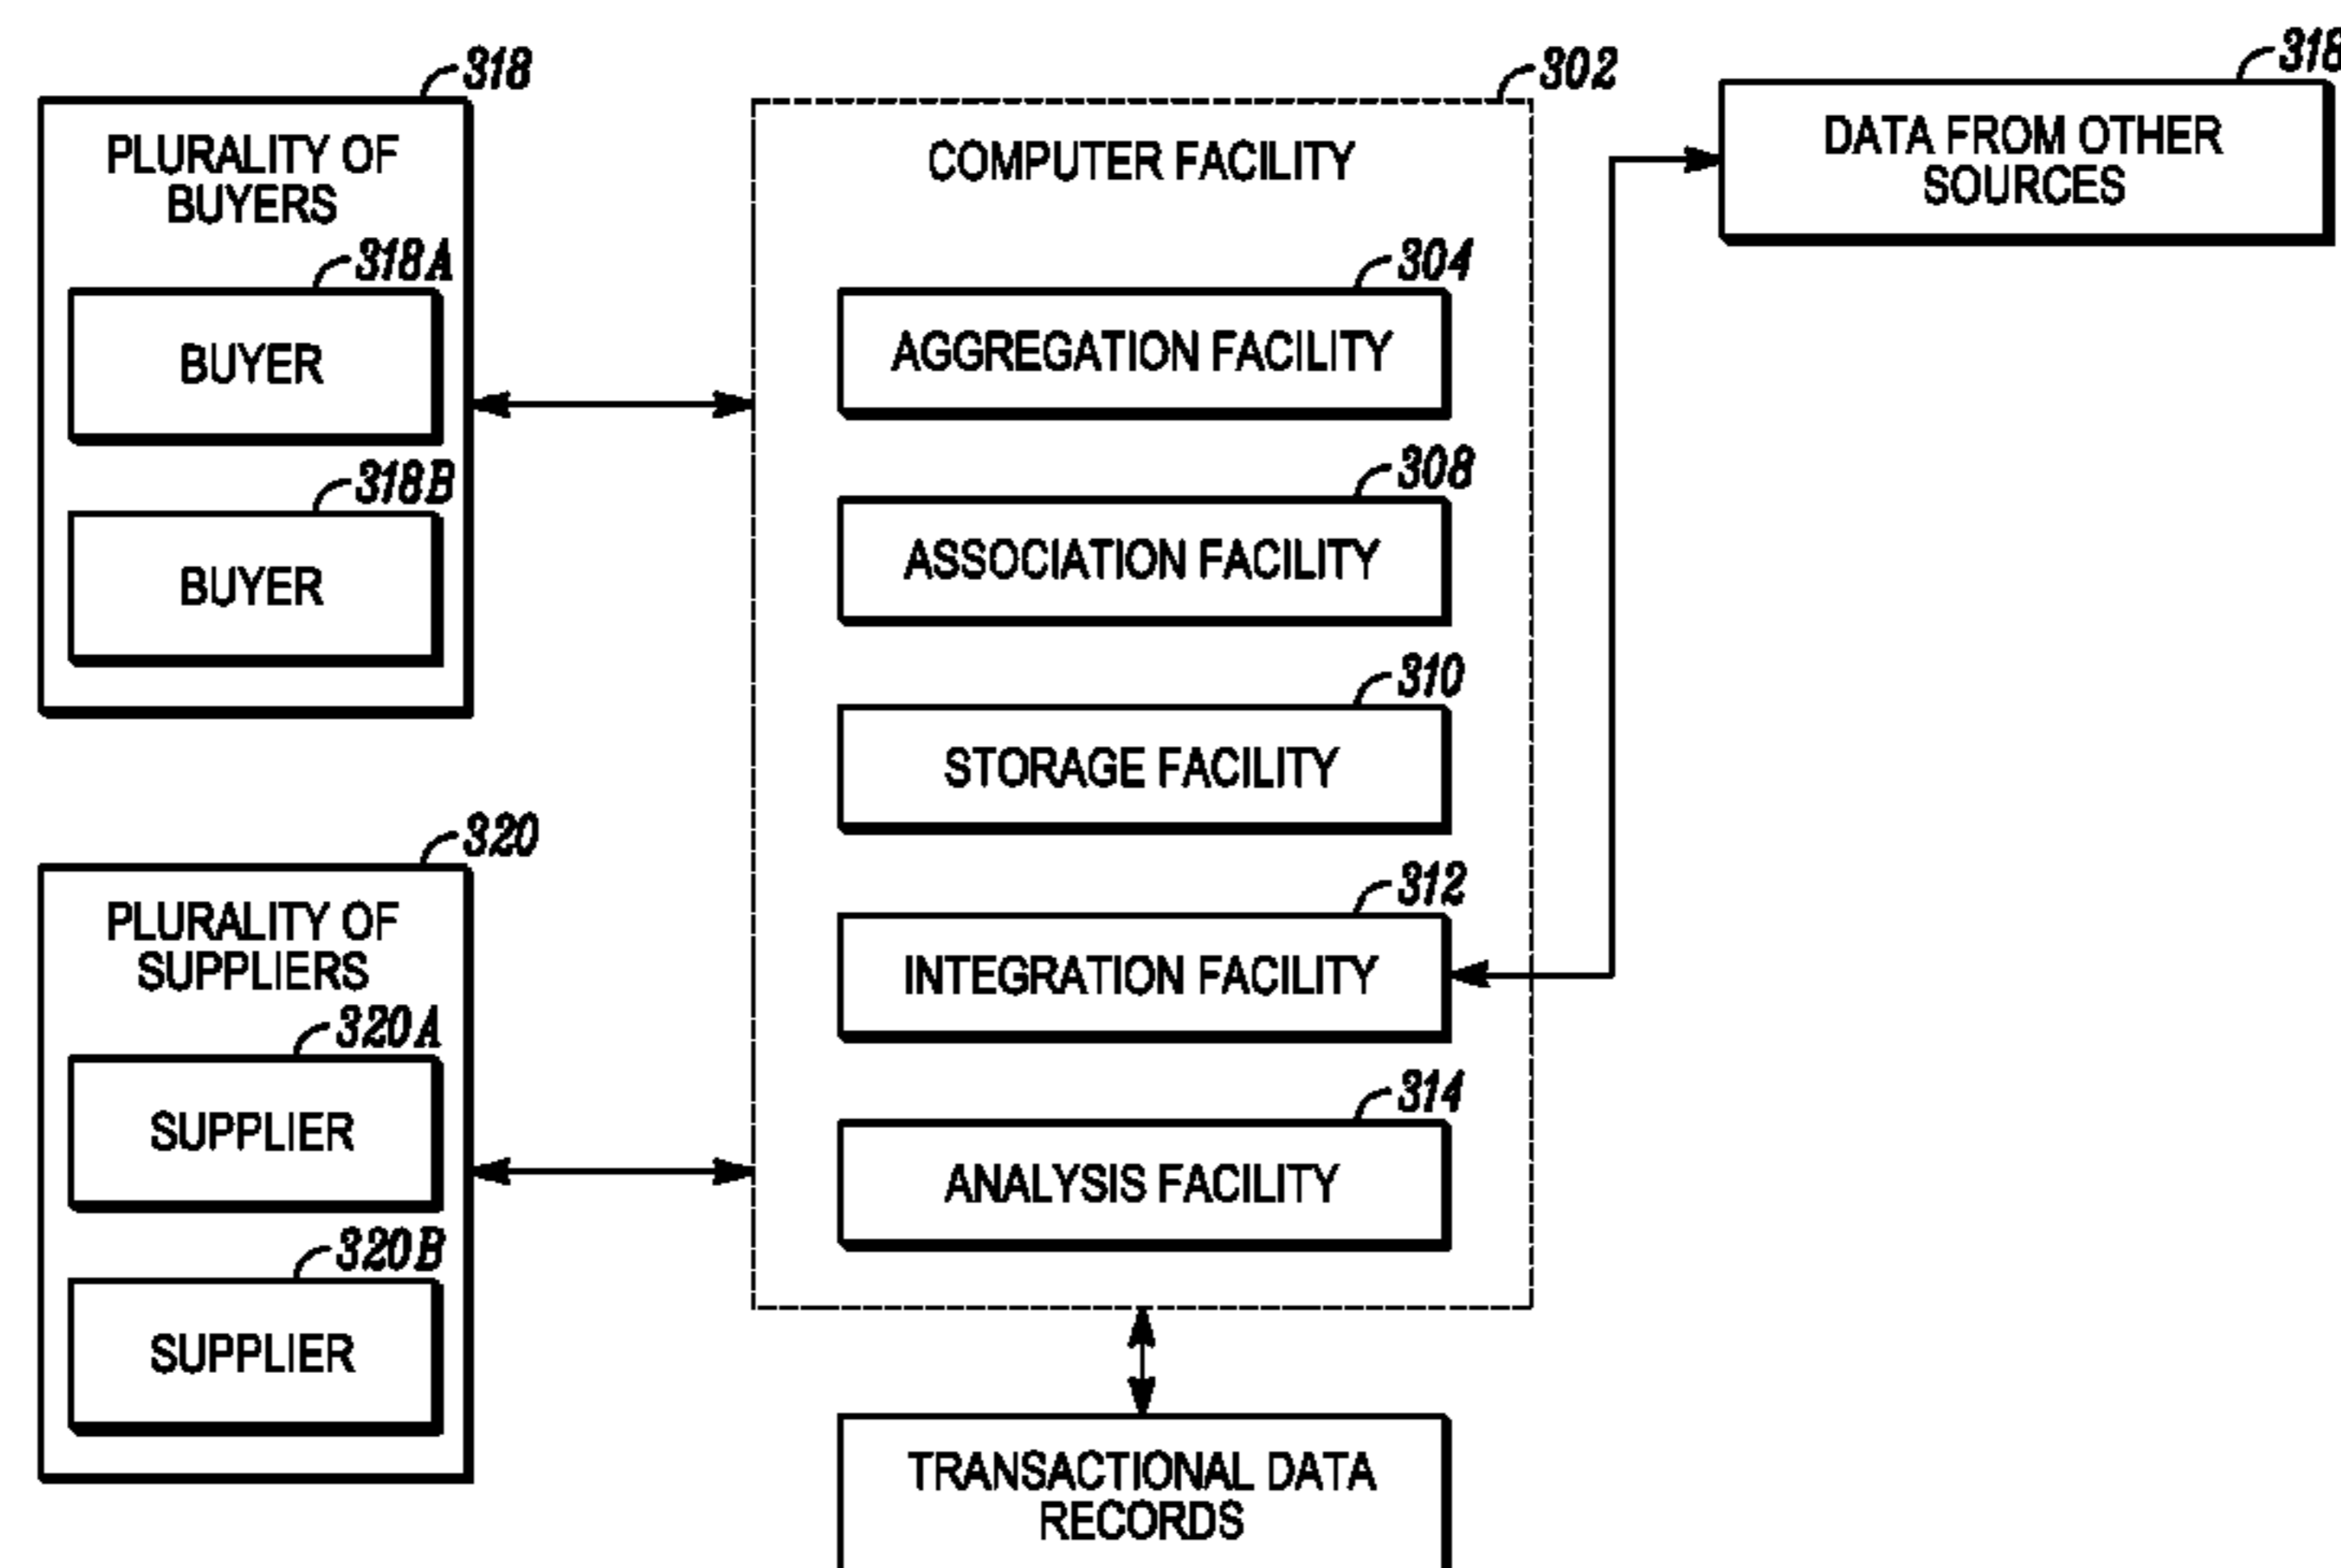 318
PLURALITY OF
BUYERS
318A
BUYER
318B
BUYER
320
PLURALITY OF
SUPPLIERS
320A
SUPPLIER
320B
SUPPLIER
302
COMPUTER FACILITY
304
AGGREGATION FACILITY
308
ASSOCIATION FACILITY
310
STORAGE FACILITY
312
INTEGRATION FACILITY
314
ANALYSIS FACILITY
TRANSACTIONAL DATA
RECORDS
318
DATA FROM OTHER
SOURCES